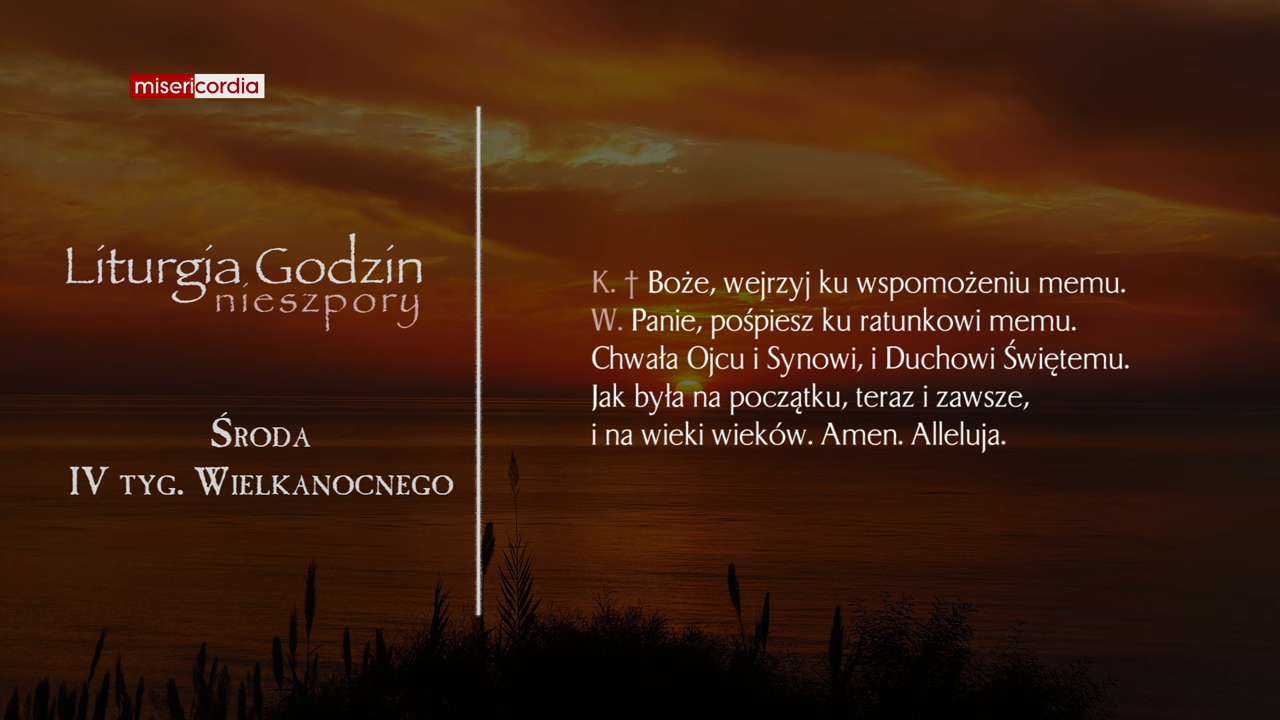 misericordia
Liturgia Godzin
nieszpory
Środa
IV tyg. Wielkanocnego
K. † Boże, wejrzyj ku wspomożeniu memu.
W. Panie, pośpiesz ku ratunkowi memu.
Chwała Ojcu i Synowi, i Duchowi Świętemu.
Jak była na początku, teraz i zawsze,
i na wieki wieków. Amen. Alleluja.